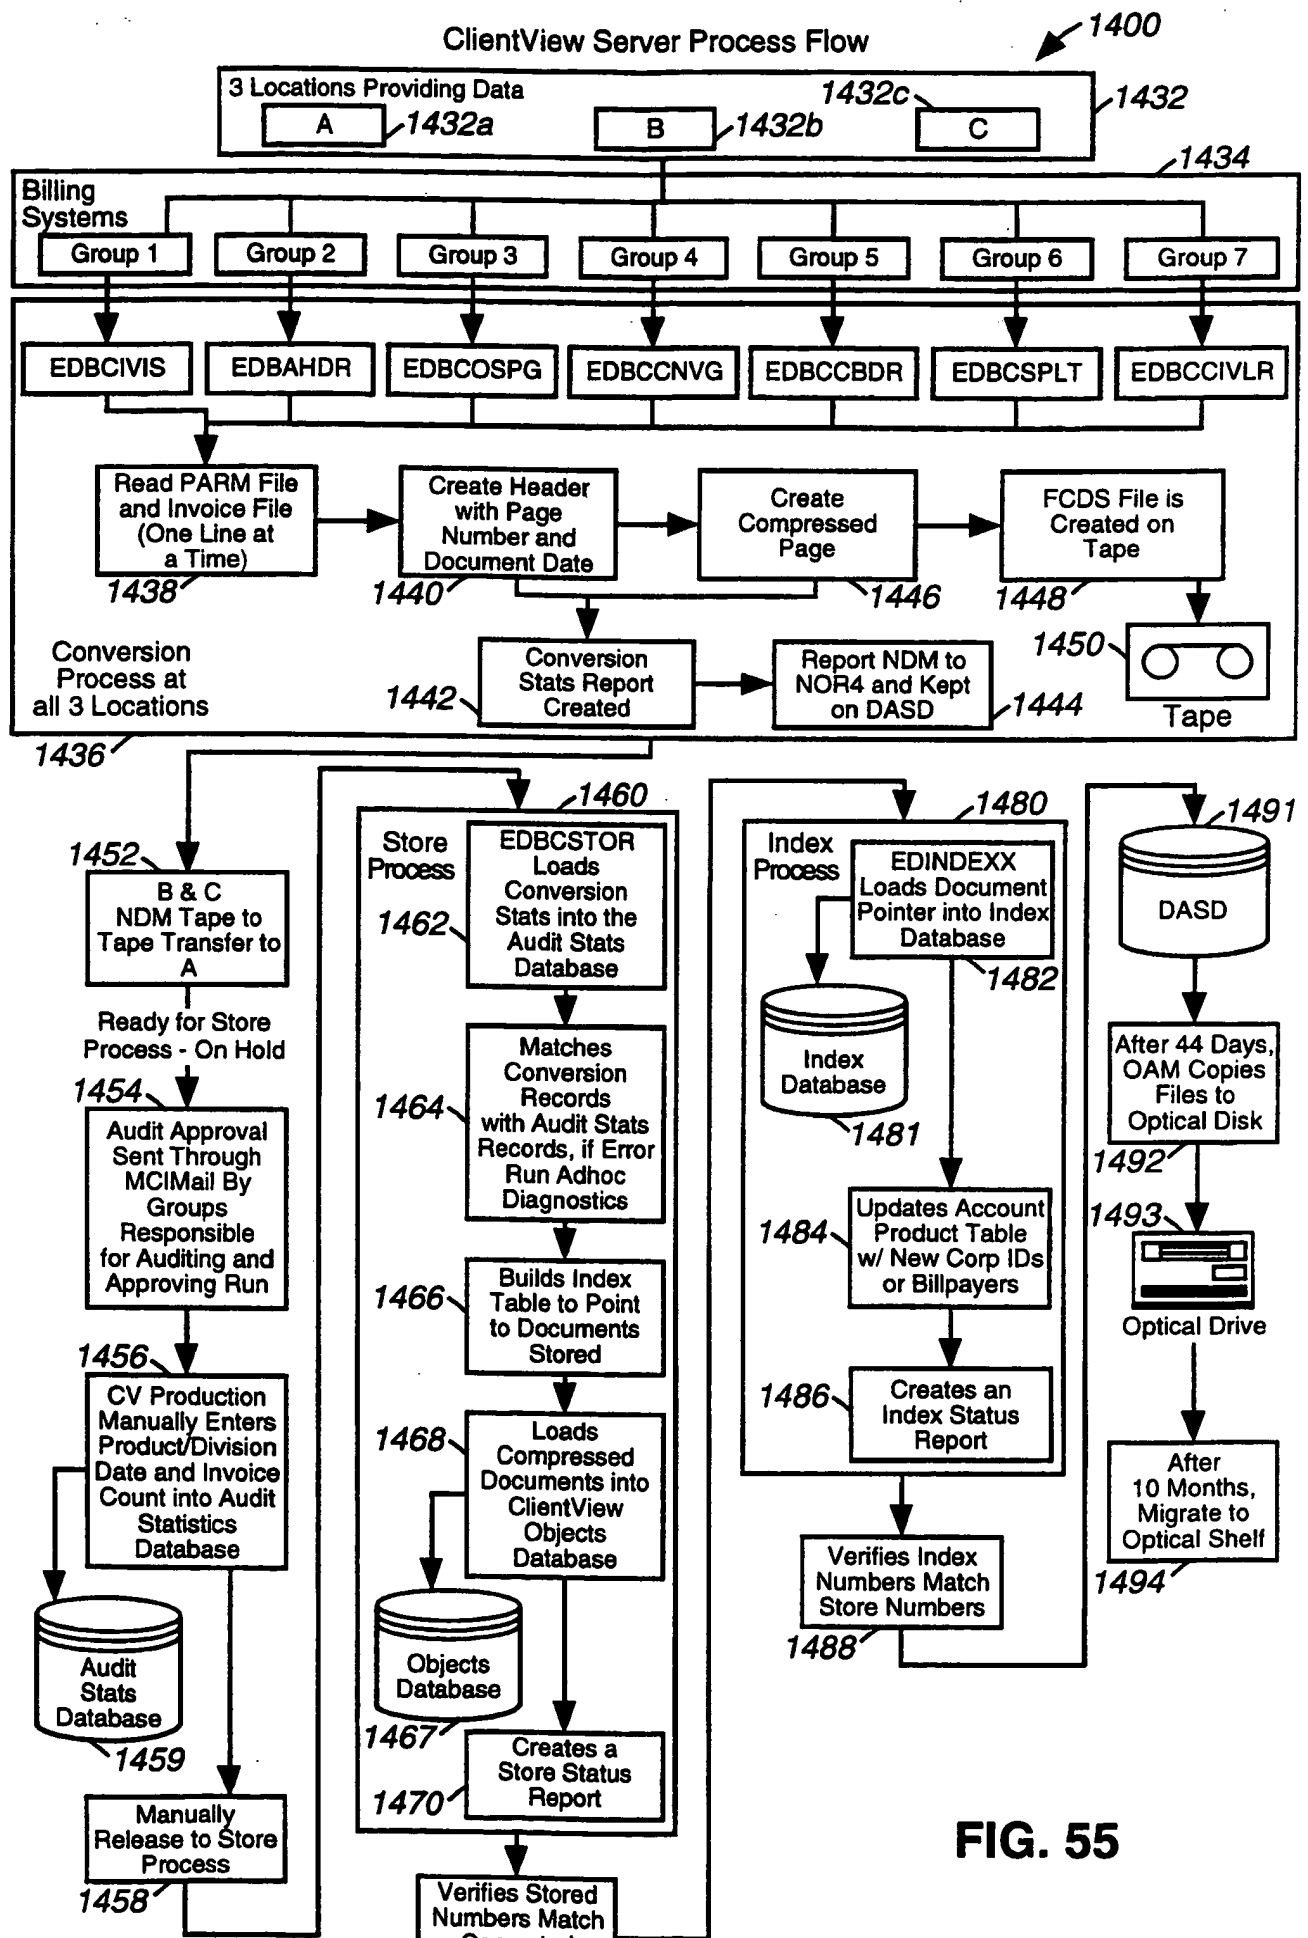 ClientView Server Process Flow
1400
3 Locations Providing Data
A
1432a
B
1432b
1432c
C
1432
1434
Billing
Systems
Group 1
Group 2
Group 3
Group 4
Group 5
Group 6
Group 7
EDBCIVIS
EDBAHDR
EDBCOSPG
EDBCCNVG
EDBCCBDR
EDBCSPLT
EDBCCIVLR
Read PARM File
and Invoice File
(One Line at
a Time)
1438
Create Header
with Page
Number and
Document Date
1440
Create
Compressed
Page
1446
FCDS File is
Created on
Tape
1448
1450
Tape
Conversion
Process at
all 3 Locations
1436
Conversion
Stats Report
Created
1442
Report NDM to
NOR4 and Kept
on DASD
1444
1452
B & C
NDM Tape to
Tape Transfer to
A
Ready for Store
Process - On Hold
1454
Audit Approval
Sent Through
MCIMail By
Groups
Responsible
for Auditing and
Approving Run
1456
CV Production
Manually Enters
Product/Division
Date and Invoice
Count into Audit
Statistics
Database
Audit
Stats
Database
1459
Manually
Release to Store
Process
1458
1460
Store
Process
EDBCSTOR
Loads
Conversion
Stats into the
Audit Stats
Database
1462
Matches
Conversion
Records
with Audit Stats
Records, if Error
Run Adhoc
Diagnostics
1464
Builds Index
Table to Point
to Documents
Stored
1466
Loads
Compressed
Documents into
ClientView
Objects
Database
1468
Objects
Database
1467
Creates a
Store Status
Report
1470
Verifies Stored
Numbers Match
1480
Index
Process
EDINDEXX
Loads Document
Pointer into Index
Database
1482
Index
Database
1481
Updates Account
Product Table
w/ New Corp IDs
or Billpayers
1484
Creates an
Index Status
Report
1486
Verifies Index
Numbers Match
Store Numbers
1488
1491
DASD
After 44 Days,
OAM Copies
Files to
Optical Disk
1492
1493
Optical Drive
After
10 Months,
Migrate to
Optical Shelf
1494
FIG. 55